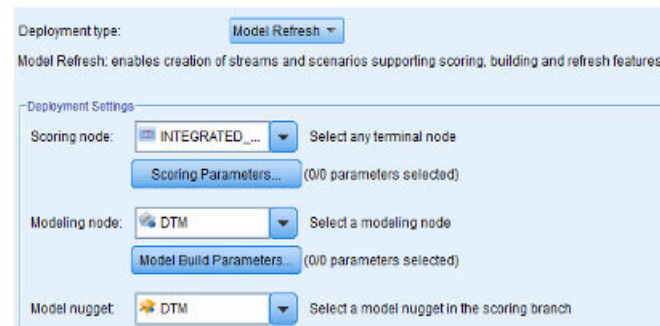 Deployment type: Model Refresh
Model Refresh: enables creation of streams and scenarios supporting scoring, building and refresh features
Deployment Settings
Scoring node: INTEGRATED_... Select any terminal node
Scoring Parameters... (0/0 parameters selected)
Modeling node: DTM Select a modeling node
Model Build Parameters... (0/0 parameters selected)
Model nugget: DTM Select a model nugget in the scoring branch